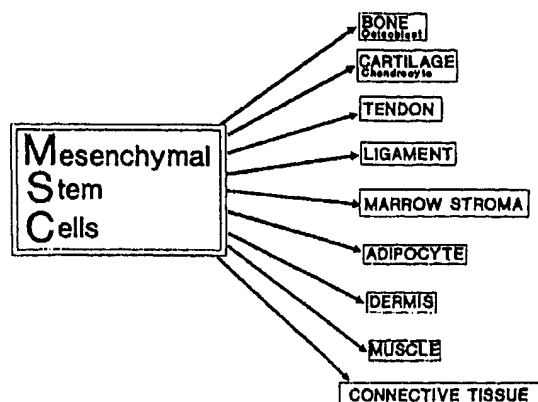 Mesenchymal
Stem
Cells
BONE
Osteoblast
CARTILAGE
Chondrocyte
TENDON
LIGAMENT
MARROW STROMA
ADIPOCYTE
DERMIS
MUSCLE
CONNECTIVE TISSUE